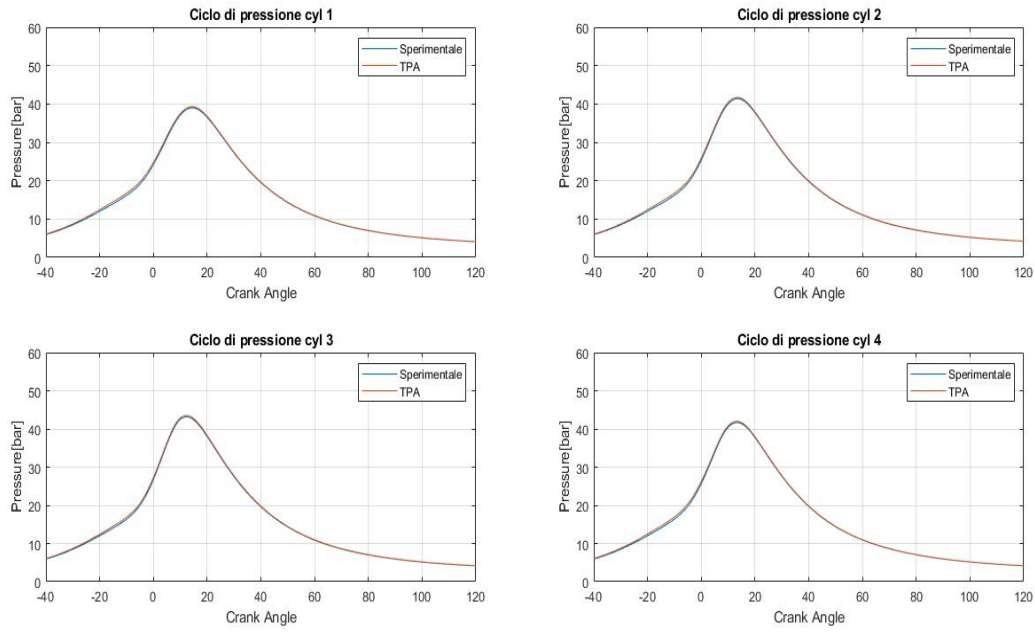 Ciclo di pressione cyl 1
60
50
40
30
20
10
0
Pressure[bar]
Sperimentale
TPA
-40 -20 0 20 40 60 80 100 120
Crank Angle
Ciclo di pressione cyl 2
60
50
40
30
20
10
0
Pressure[bar]
Sperimentale
TPA
-40 -20 0 20 40 60 80 100 120
Crank Angle
Ciclo di pressione cyl 3
60
50
40
30
20
10
0
Pressure[bar]
Sperimentale
TPA
-40 -20 0 20 40 60 80 100 120
Crank Angle
Ciclo di pressione cyl 4
60
50
40
30
20
10
0
Pressure[bar]
Sperimentale
TPA
-40 -20 0 20 40 60 80 100 120
Crank Angle